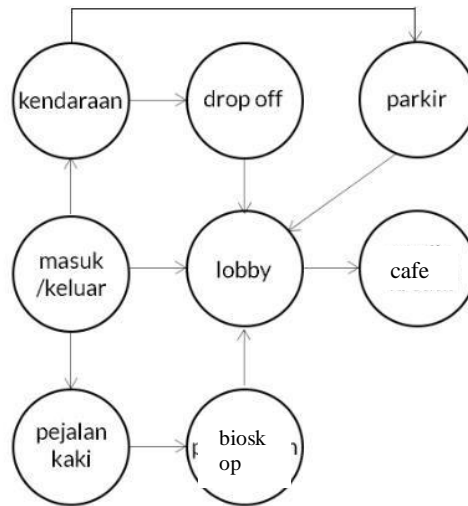 kendaraan
drop off
parkir
masuk
/keluar
lobby
cafe
pejalan
kaki
biosk
op